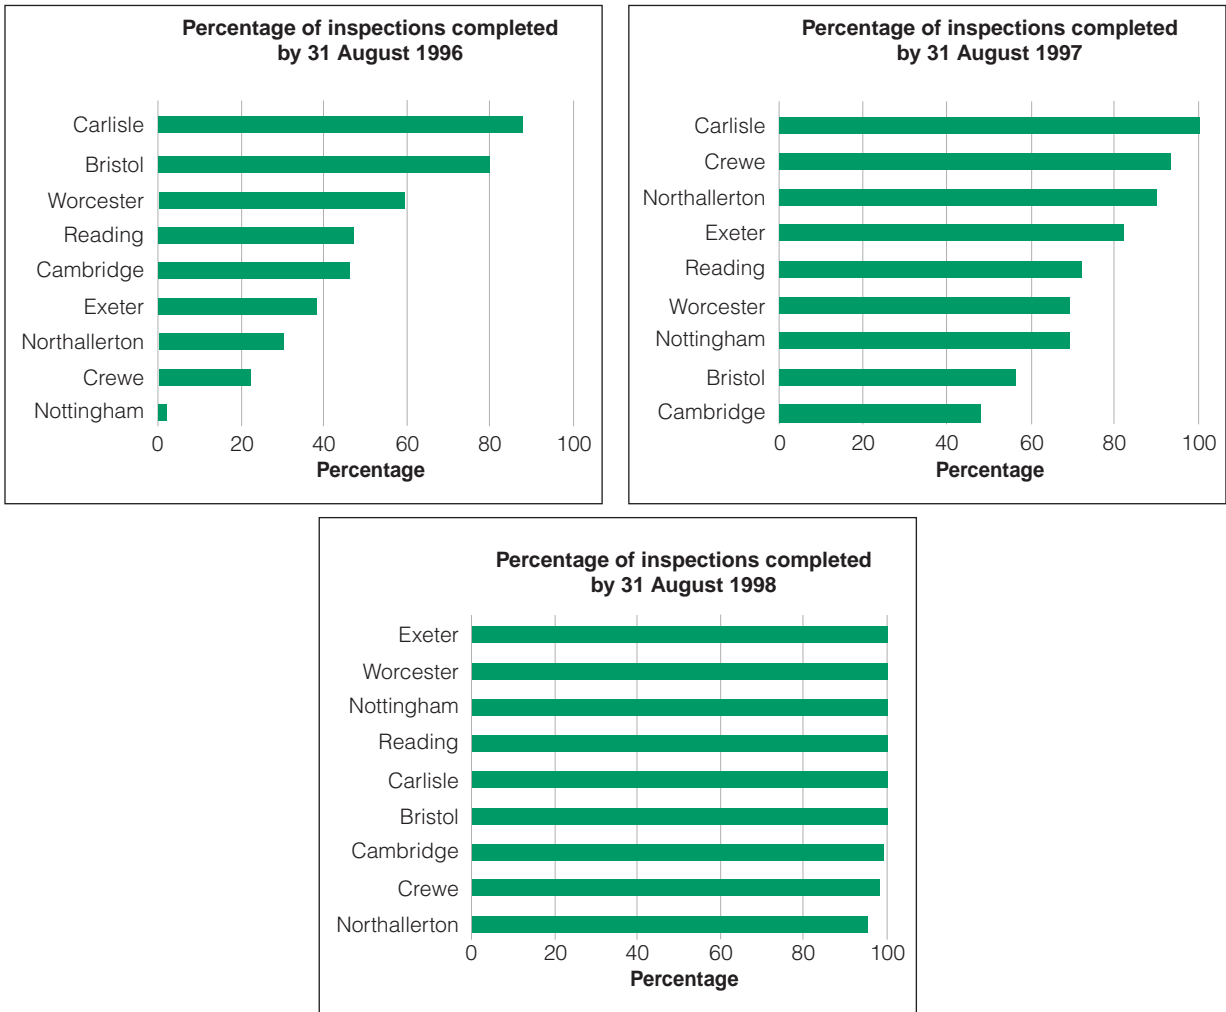 Percentage of inspections completed
by 31 August 1996
Carlisle
Bristol
Worcester
Reading
Cambridge
Exeter
Northallerton
Crewe
Nottingham
0 20 40 60 80 100
Percentage
Percentage of inspections completed
by 31 August 1997
Carlisle
Crewe
Northallerton
Exeter
Reading
Worcester
Nottingham
Bristol
Cambridge
0 20 40 60 80 100
Percentage
Percentage of inspections completed
by 31 August 1998
Exeter
Worcester
Nottingham
Reading
Carlisle
Bristol
Cambridge
Crewe
Northallerton
0 20 40 60 80 100
Percentage